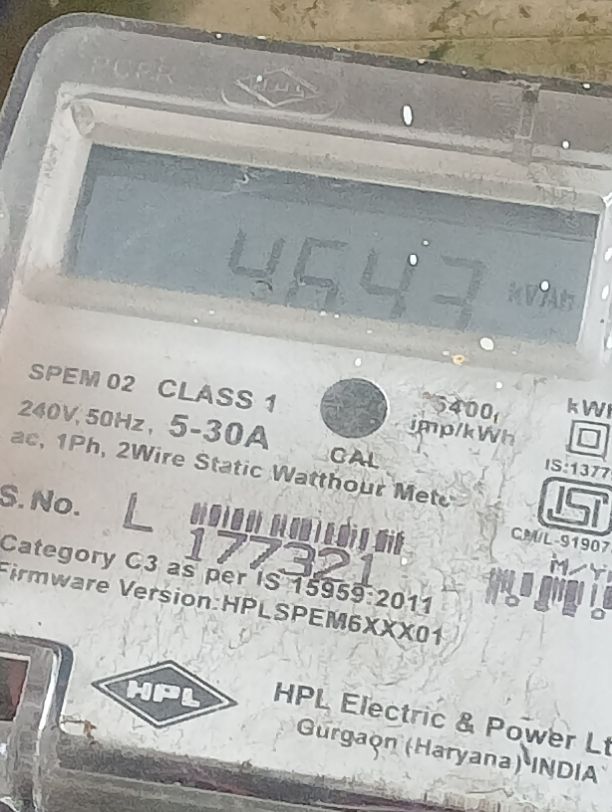 kVAh
SPEM 02 CLASS 1
240V, 50Hz, 5-30A
imp/kWh
kWh
ac, 1Ph, 2Wire Static Watthour Mete
CAL
IS:1377
S. No. L
177321
CM/L-91907
M/Y
Category C3 as per IS 15959:2011
Firmware Version:HPLSPEM6XXX01
HPL
HPL Electric & Power Lt
Gurgaon (Haryana) INDIA